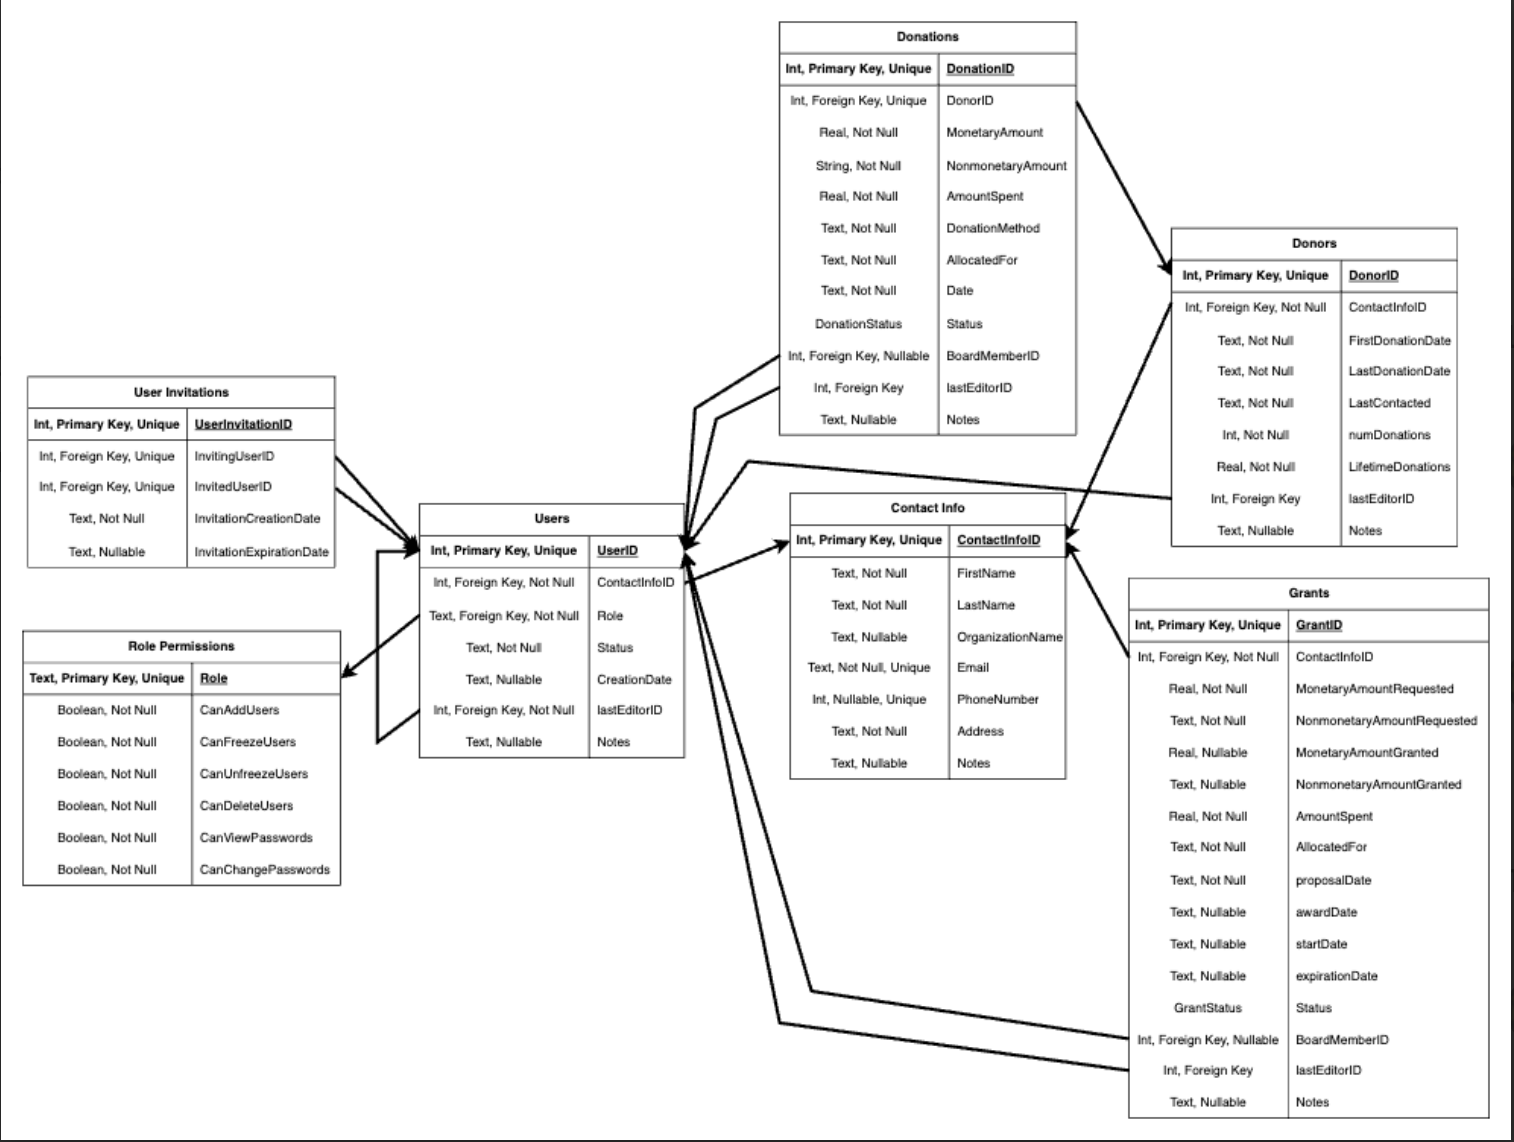 Donations
Int, Primary Key, Unique DonationID
Int, Foreign Key, Unique DonorID
Real, Not Null MonetaryAmount
String, Not Null NonmonetaryAmount
Real, Not Null AmountSpent
Text, Not Null DonationMethod
Text, Not Null AllocatedFor
Text, Not Null Date
DonationStatus Status
Int, Foreign Key, Nullable BoardMemberID
Int, Foreign Key lastEditorID
Text, Nullable Notes
Donors
Int, Primary Key, Unique DonorID
Int, Foreign Key, Not Null ContactInfoID
Text, Not Null FirstDonationDate
Text, Not Null LastDonationDate
Text, Not Null LastContacted
Int, Not Null numDonations
Real, Not Null LifetimeDonations
Int, Foreign Key lastEditorID
Text, Nullable Notes
User Invitations
Int, Primary Key, Unique UserInvitationID
Int, Foreign Key, Unique InvitingUserID
Int, Foreign Key, Unique InvitedUserID
Text, Not Null InvitationCreationDate
Text, Nullable InvitationExpirationDate
Users
Int, Primary Key, Unique UserID
Int, Foreign Key, Not Null ContactInfoID
Text, Foreign Key, Not Null Role
Text, Not Null Status
Text, Nullable CreationDate
Int, Foreign Key, Not Null lastEditorID
Text, Nullable Notes
Contact Info
Int, Primary Key, Unique ContactInfoID
Text, Not Null FirstName
Text, Not Null LastName
Text, Nullable OrganizationName
Text, Not Null, Unique Email
Int, Nullable, Unique PhoneNumber
Text, Not Null Address
Text, Nullable Notes
Role Permissions
Text, Primary Key, Unique Role
Boolean, Not Null CanAddUsers
Boolean, Not Null CanFreezeUsers
Boolean, Not Null CanUnfreezeUsers
Boolean, Not Null CanDeleteUsers
Boolean, Not Null CanViewPasswords
Boolean, Not Null CanChangePasswords
Grants
Int, Primary Key, Unique GrantID
Int, Foreign Key, Not Null ContactInfoID
Real, Not Null MonetaryAmountRequested
Text, Not Null NonmonetaryAmountRequested
Real, Nullable MonetaryAmountGranted
Text, Nullable NonmonetaryAmountGranted
Real, Not Null AmountSpent
Text, Not Null AllocatedFor
Text, Not Null proposalDate
Text, Nullable awardDate
Text, Nullable startDate
Text, Nullable expirationDate
GrantStatus Status
Int, Foreign Key, Nullable BoardMemberID
Int, Foreign Key lastEditorID
Text, Nullable Notes